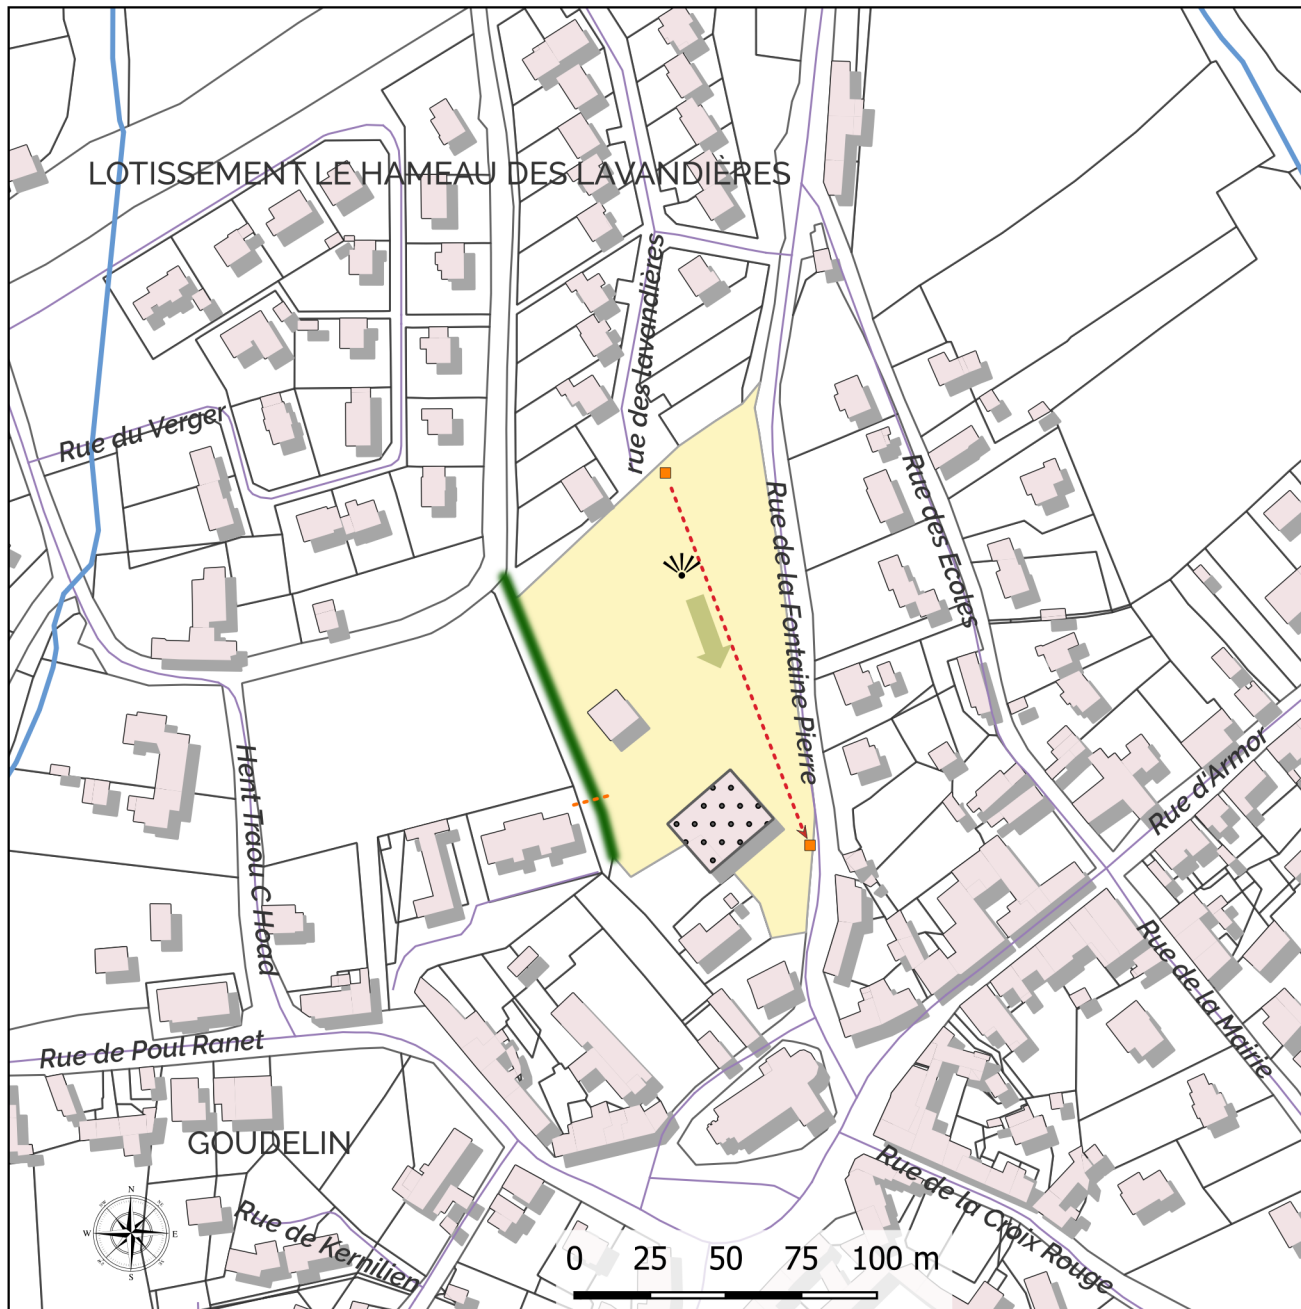 LOTISSEMENT LE HAMEAU DES LAVANDIÈRES
rue des lavandières
Rue du Verger
Rue de la Fontaine Pierre
Rue des Ecoles
Rue d'Armor
Hent Traou C Hoad
Rue de la Mairie
Rue de Poul Ranet
GOUDELIN
Rue de la Croix Rouge
N
W E
S
Rue de Kernilien
0 25 50 75 100 m